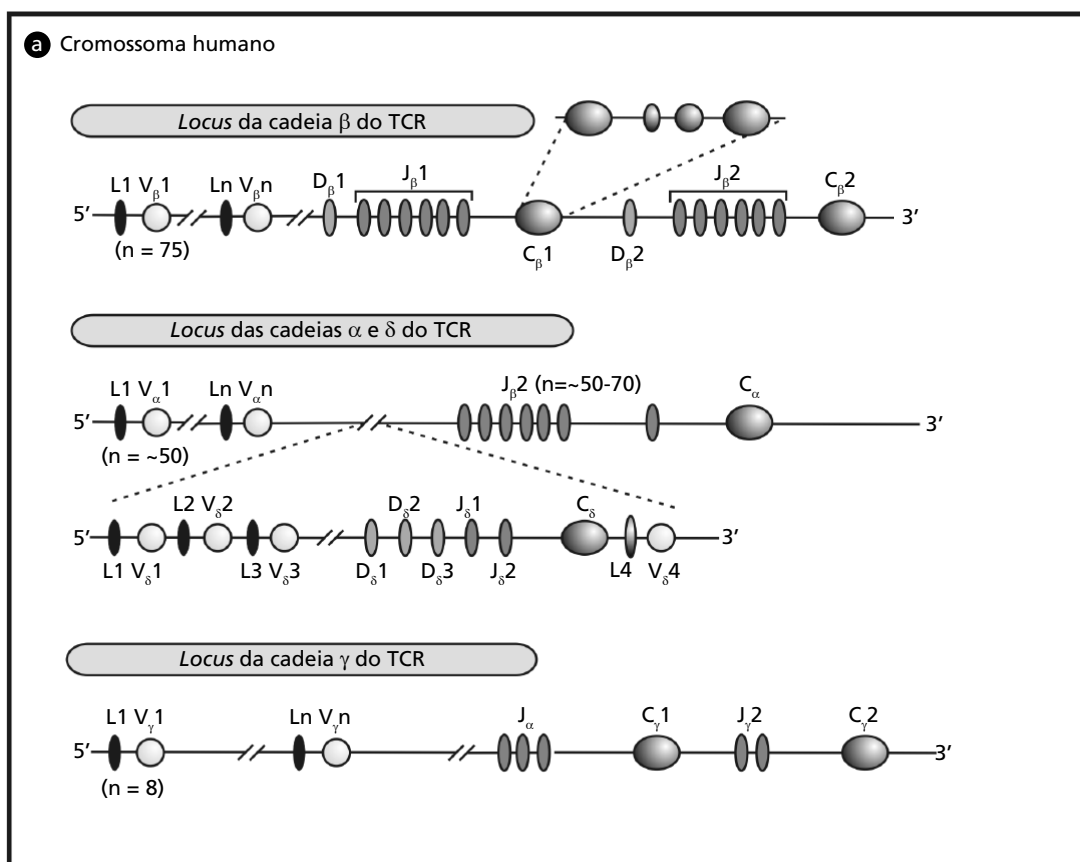 a Cromossoma humano
Locus da cadeia β do TCR
L1 Vβ1 Ln Vβn Dβ1 Jβ1 Jβ2 Cβ2
5′ 3′
(n = 75) Cβ1 Dβ2
Locus das cadeias α e δ do TCR
L1 Vα1 Ln Vαn Jβ2 (n=~50-70) Cα
5′ 3′
(n = ~50)
L2 Vδ2 Dδ2 Jδ1 Cδ
5′ 3′
L1 Vδ1 L3 Vδ3 Dδ1 Dδ3 Jδ2 L4 Vδ4
Locus da cadeia γ do TCR
L1 Vγ1 Ln Vγn Jα Cγ1 Jγ2 Cγ2
5′ 3′
(n = 8)